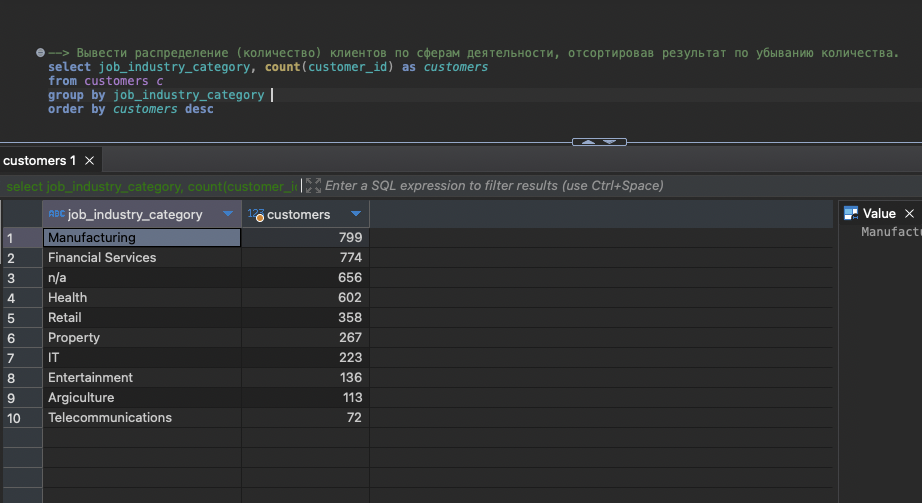 --> Вывести распределение (количество) клиентов по сферам деятельности, отсортировав результат по убыванию количества.
select job_industry_category, count(customer_id) as customers
from customers c
group by job_industry_category
order by customers desc
customers 1
select job_industry_category, count(customer_i Enter a SQL expression to filter results (use Ctrl+Space)
ABC job_industry_category 123 customers
Value
1 Manufacturing 799
Manufactu
2 Financial Services 774
3 n/a 656
4 Health 602
5 Retail 358
6 Property 267
7 IT 223
8 Entertainment 136
9 Argiculture 113
10 Telecommunications 72